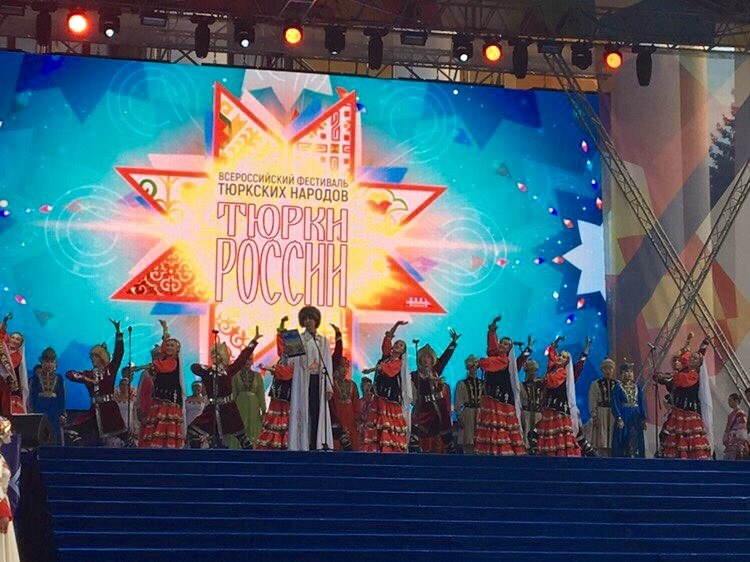 ВСЕРОССИЙСКИЙ ФЕСТИВАЛЬ
ТЮРКСКИХ НАРОДОВ
ТЮРКИ
РОССИИ